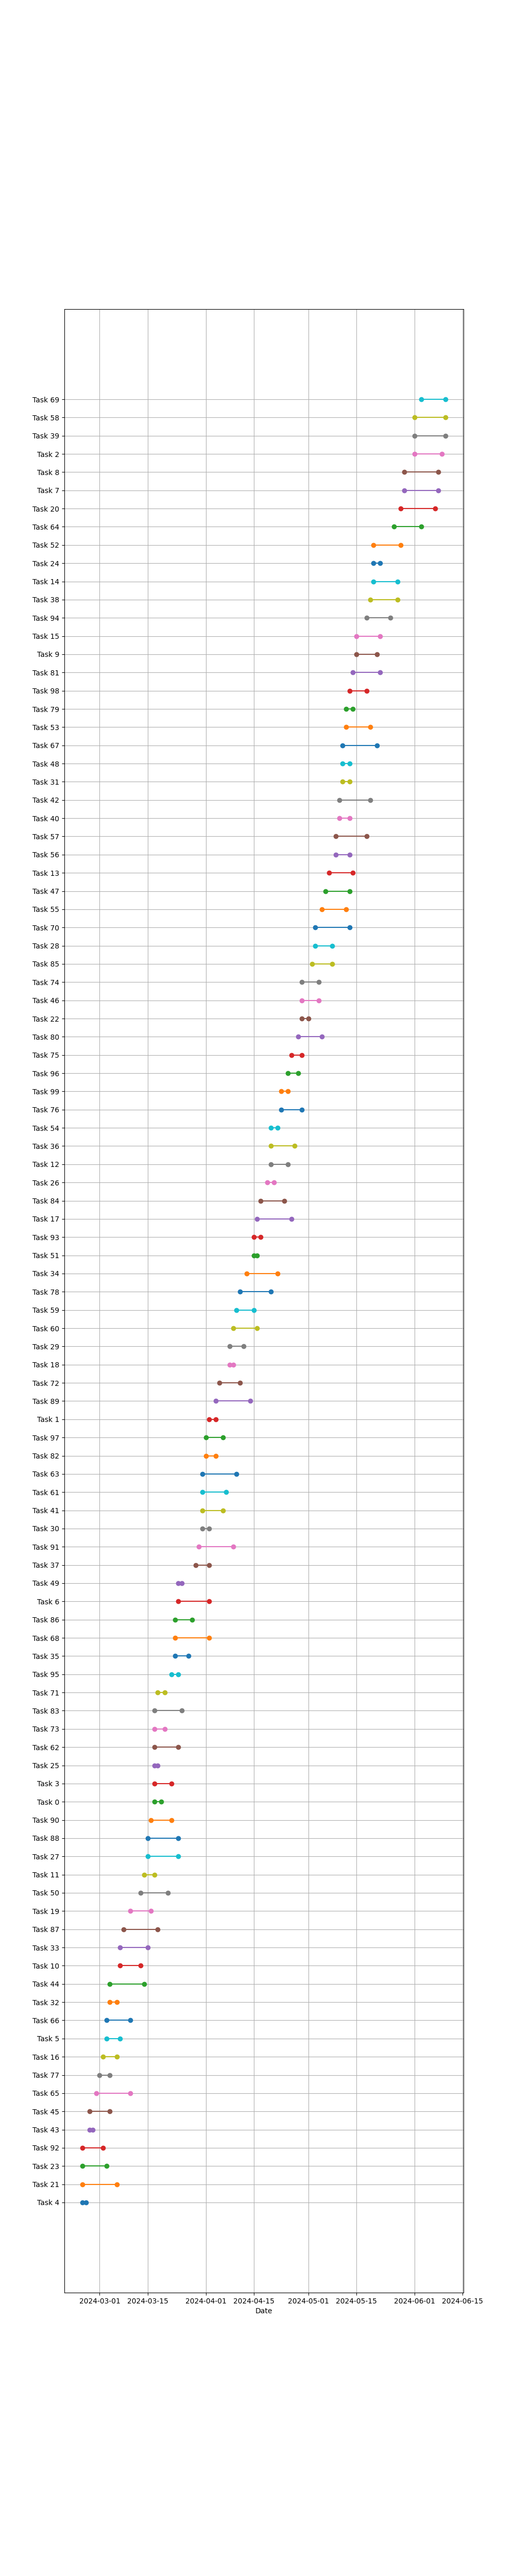 Task 69
Task 58
Task 39
Task 2
Task 8
Task 7
Task 20
Task 64
Task 52
Task 24
Task 14
Task 38
Task 94
Task 15
Task 9
Task 81
Task 98
Task 79
Task 53
Task 67
Task 48
Task 31
Task 42
Task 40
Task 57
Task 56
Task 13
Task 47
Task 55
Task 70
Task 28
Task 85
Task 74
Task 46
Task 22
Task 80
Task 75
Task 96
Task 99
Task 76
Task 54
Task 36
Task 12
Task 26
Task 84
Task 17
Task 93
Task 51
Task 34
Task 78
Task 59
Task 60
Task 29
Task 18
Task 72
Task 89
Task 1
Task 97
Task 82
Task 63
Task 61
Task 41
Task 30
Task 91
Task 37
Task 49
Task 6
Task 86
Task 68
Task 35
Task 95
Task 71
Task 83
Task 73
Task 62
Task 25
Task 3
Task 0
Task 90
Task 88
Task 27
Task 11
Task 50
Task 19
Task 87
Task 33
Task 10
Task 44
Task 32
Task 66
Task 5
Task 16
Task 77
Task 65
Task 45
Task 43
Task 92
Task 23
Task 21
Task 4
2024-03-01 2024-03-15 2024-04-01 2024-04-15 2024-05-01 2024-05-15 2024-06-01 2024-06-15
Date